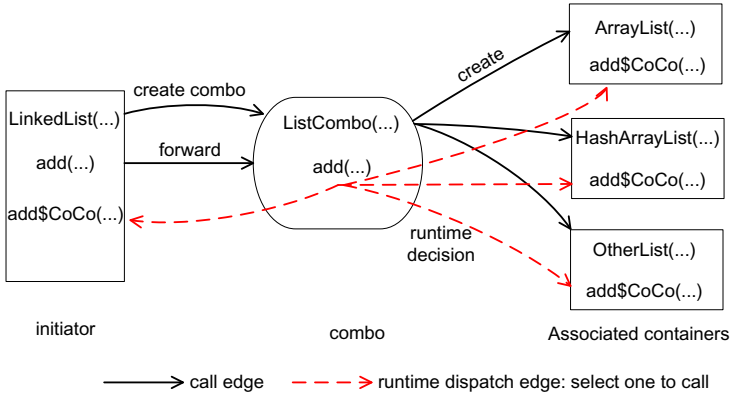 LinkedList(...)
add(...)
add$CoCo(...)
initiator
create combo
forward
ListCombo(...)
add(...)
combo
create
runtime
decision
ArrayList(...)
add$CoCo(...)
HashArrayList(...)
add$CoCo(...)
OtherList(...)
add$CoCo(...)
Associated containers
call edge
runtime dispatch edge: select one to call